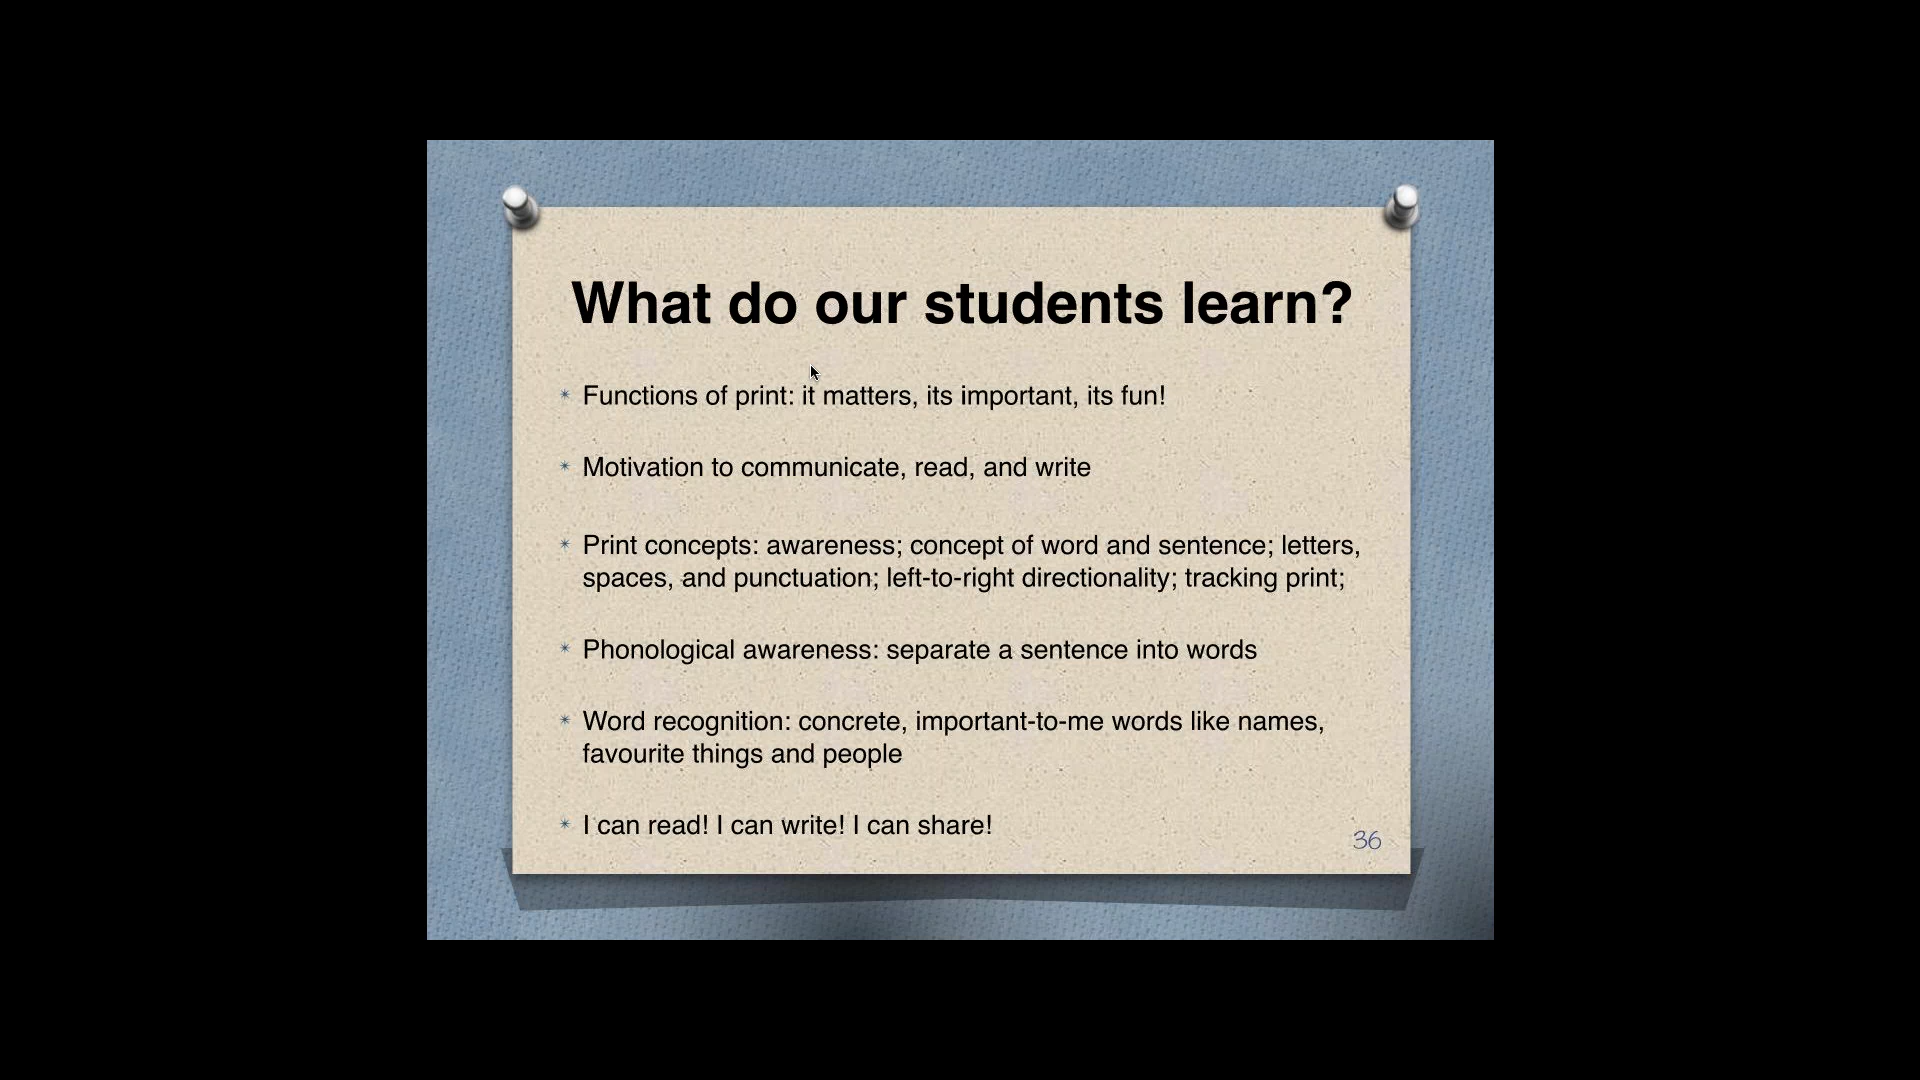 What do our students learn?
Functions of print: it matters, its important, its fun!
Motivation to communicate, read, and write
Print concepts: awareness; concept of word and sentence; letters,
spaces, and punctuation; left-to-right directionality; tracking print;
Phonological awareness: separate a sentence into words
Word recognition: concrete, important-to-me words like names,
favourite things and people
I can read! I can write! I can share!
36